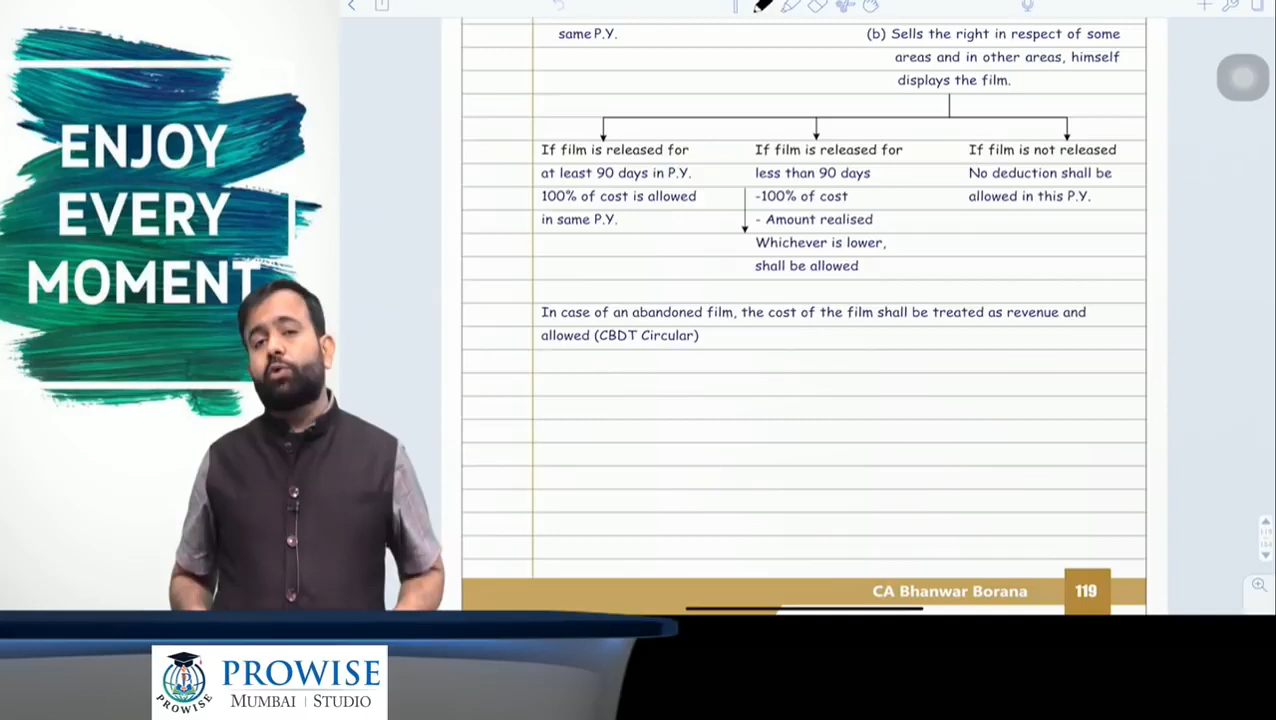 ENJOY
EVERY
MOMENT
same P.Y.
(b) Sells the right in respect of some
areas and in other areas, himself
displays the film.
If film is released for
at least 90 days in P.Y.
100% of cost is allowed
in same P.Y.
If film is released for
less than 90 days
-100% of cost
- Amount realised
Whichever is lower,
shall be allowed
If film is not released
No deduction shall be
allowed in this P.Y.
In case of an abandoned film, the cost of the film shall be treated as revenue and
allowed (CBDT Circular)
CA Bhanwar Borana
119
PROWISE
PROWISE
MUMBAI | STUDIO